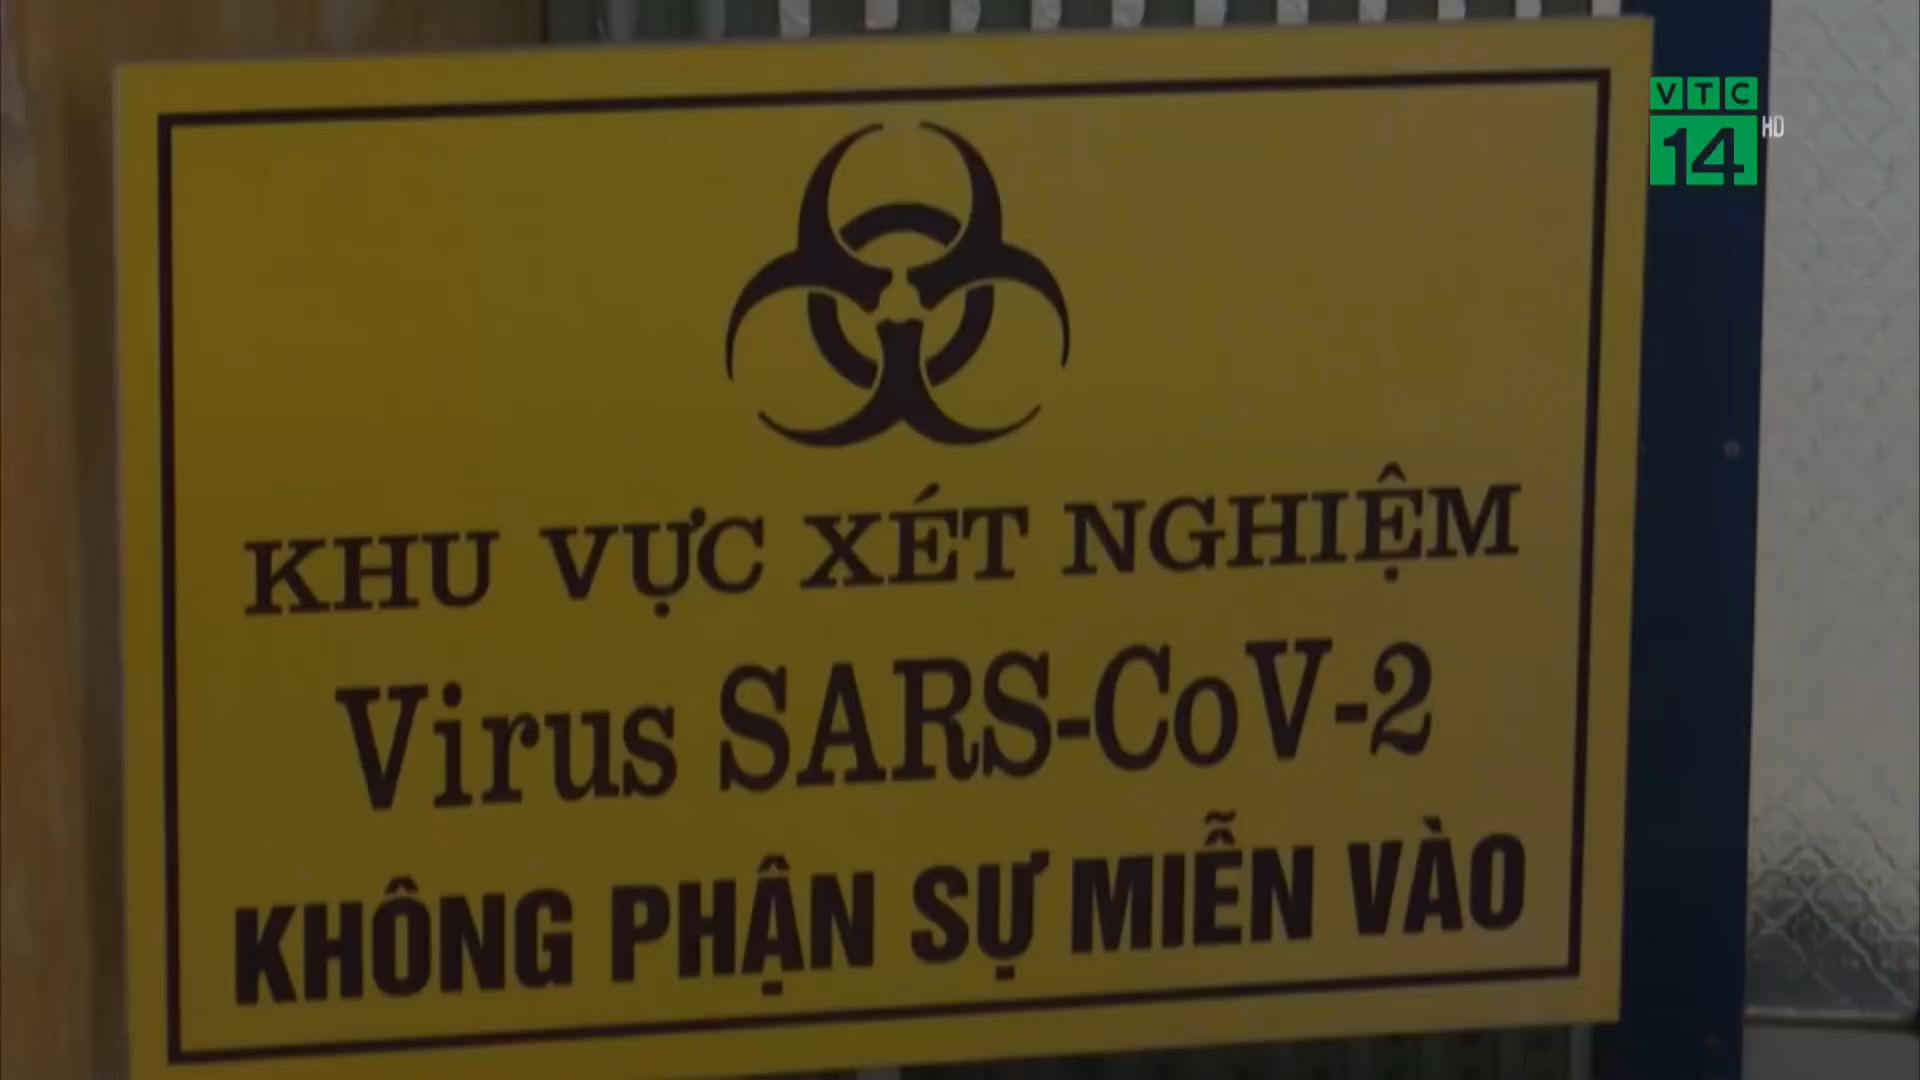 VTC
14 HD
KHU VỰC XÉT NGHIỆM
Virus SARS-CoV-2
KHÔNG PHẬN SỰ MIỄN VÀO